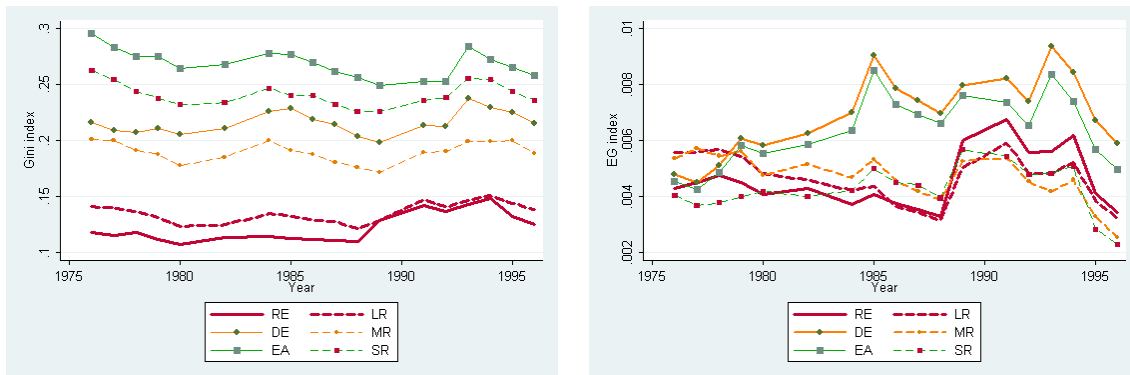 Gini index
.3
.25
.2
.15
.1
1975 1980 1985 1990 1995
Year
RE LR
DE MR
EA SR
EG index
.01
.008
.006
.004
.002
1975 1980 1985 1990 1995
Year
RE LR
DE MR
EA SR